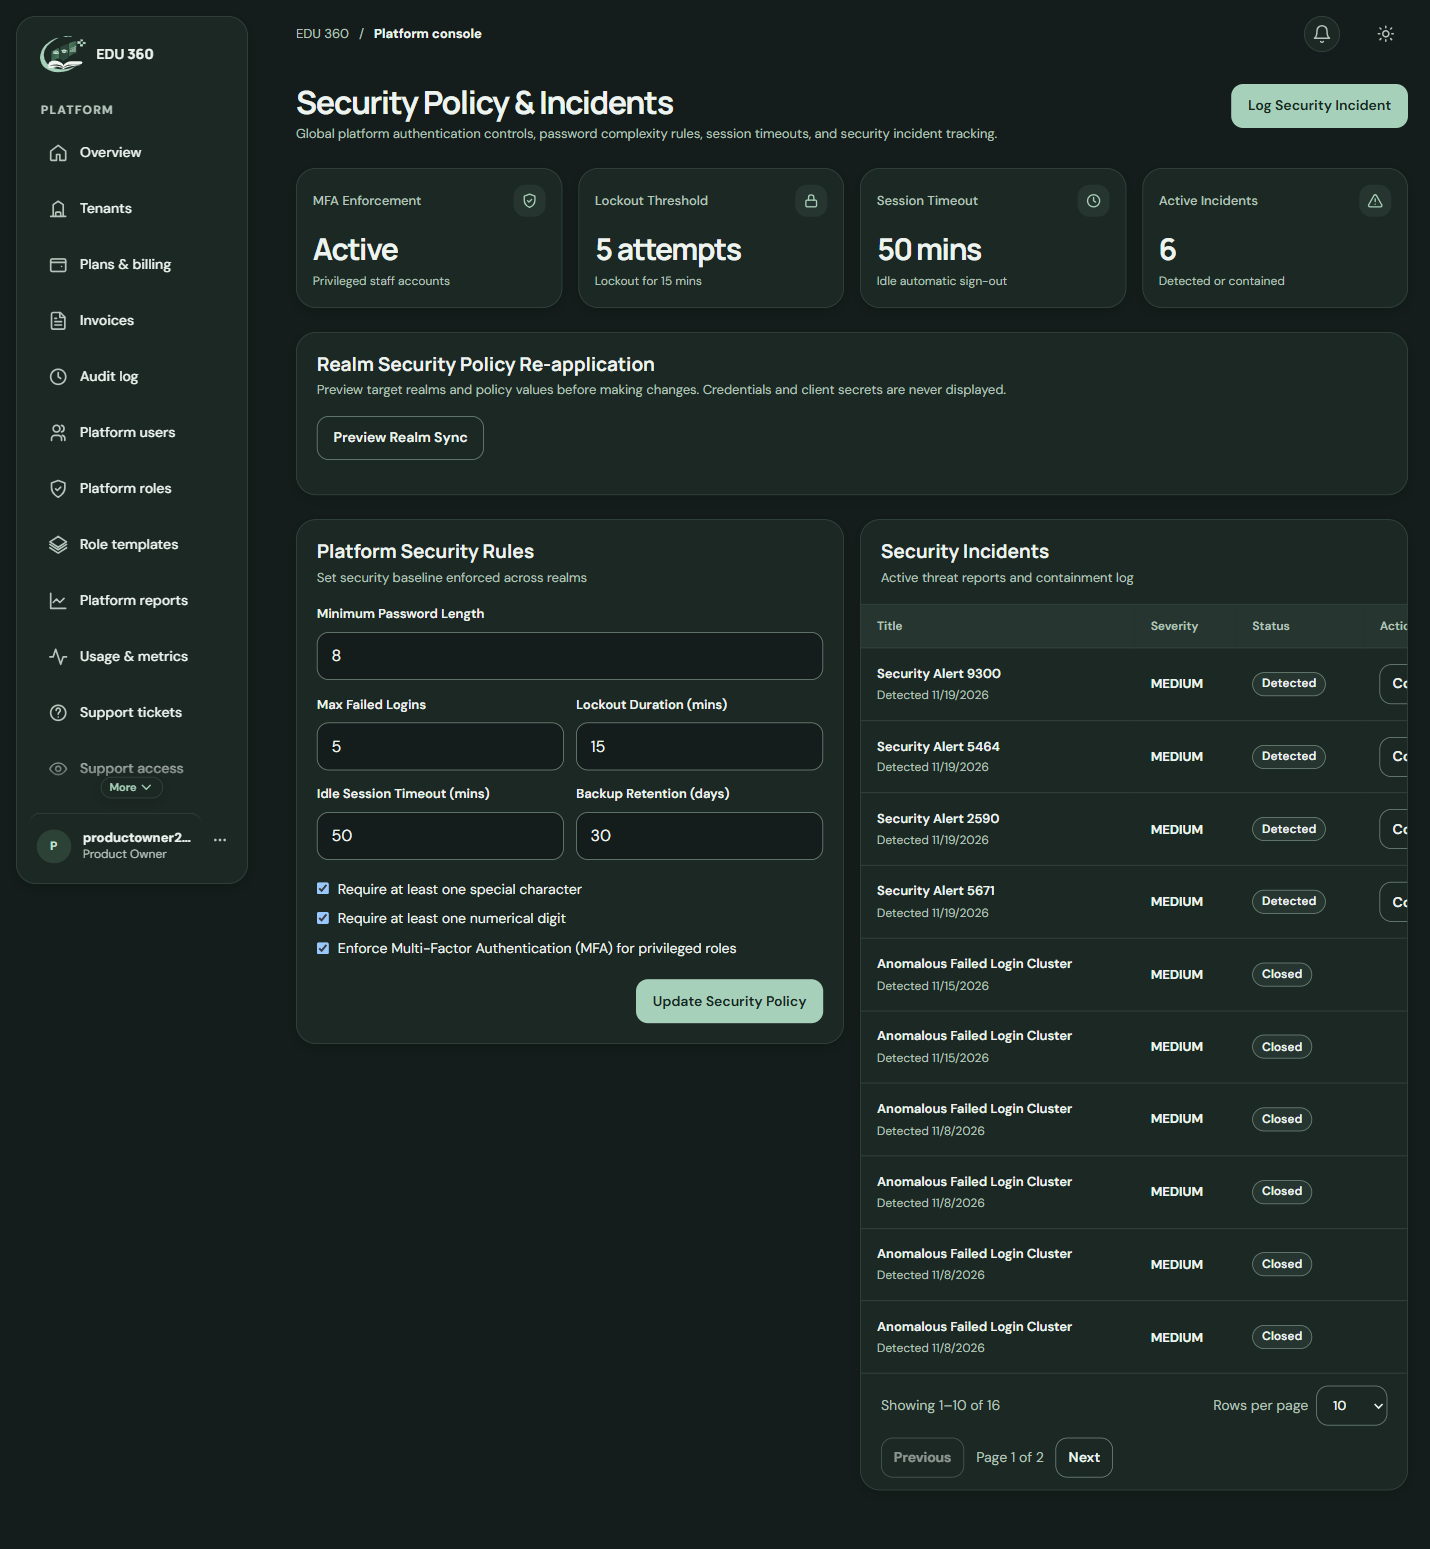 EDU 360
PLATFORM
Overview
Tenants
Plans & billing
Invoices
Audit log
Platform users
Platform roles
Role templates
Platform reports
Usage & metrics
Support tickets
Support access
More
P
productowner2...
Product Owner
EDU 360 / Platform console
Security Policy & Incidents
Global platform authentication controls, password complexity rules, session timeouts, and security incident tracking.
Log Security Incident
MFA Enforcement
Active
Privileged staff accounts
Lockout Threshold
5 attempts
Lockout for 15 mins
Session Timeout
50 mins
Idle automatic sign-out
Active Incidents
6
Detected or contained
Realm Security Policy Re-application
Preview target realms and policy values before making changes. Credentials and client secrets are never displayed.
Preview Realm Sync
Platform Security Rules
Set security baseline enforced across realms
Minimum Password Length
8
Max Failed Logins
Lockout Duration (mins)
5
15
Idle Session Timeout (mins)
Backup Retention (days)
50
30
Require at least one special character
Require at least one numerical digit
Enforce Multi-Factor Authentication (MFA) for privileged roles
Update Security Policy
Security Incidents
Active threat reports and containment log
Title Severity Status
Security Alert 9300
Detected 11/19/2026
MEDIUM
Detected
Security Alert 5464
Detected 11/19/2026
MEDIUM
Detected
Security Alert 2590
Detected 11/19/2026
MEDIUM
Detected
Security Alert 5671
Detected 11/19/2026
MEDIUM
Detected
Anomalous Failed Login Cluster
Detected 11/15/2026
MEDIUM
Closed
Anomalous Failed Login Cluster
Detected 11/15/2026
MEDIUM
Closed
Anomalous Failed Login Cluster
Detected 11/8/2026
MEDIUM
Closed
Anomalous Failed Login Cluster
Detected 11/8/2026
MEDIUM
Closed
Anomalous Failed Login Cluster
Detected 11/8/2026
MEDIUM
Closed
Anomalous Failed Login Cluster
Detected 11/8/2026
MEDIUM
Closed
Showing 1–10 of 16
Rows per page 10
Previous Page 1 of 2 Next